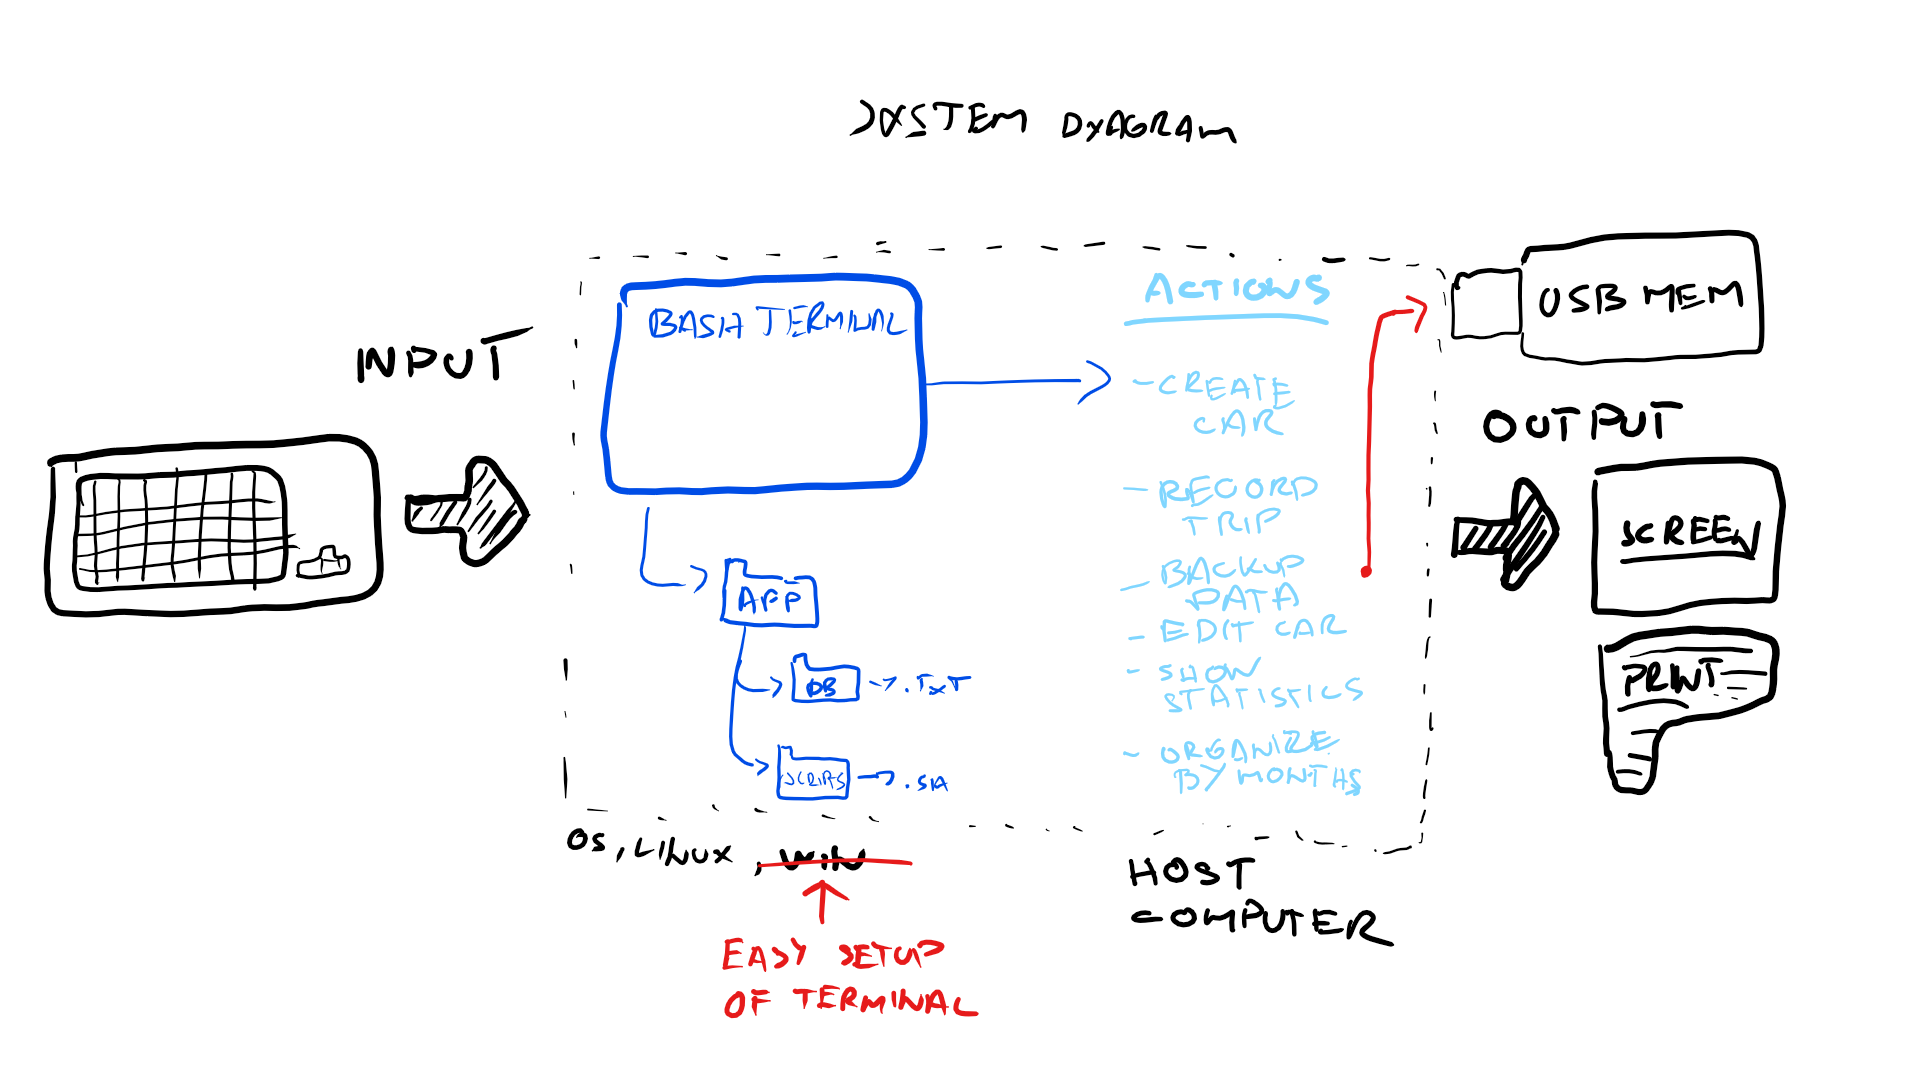 SYSTEM DIAGRAM
INPUT
BASH TERMINAL
APP
DB → .TXT
SCRIPTS → .SH
ACTIONS
- CREATE
CAR
- RECORD
TRIP
- BACKUP
DATA
- EDIT CAR
- SHOW
STATISTICS
- ORGANIZE
BY MONTHS
USB MEM
OUTPUT
SCREEN
PRINT
OS, LINUX, WIN
EASY SETUP
OF TERMINAL
HOST
COMPUTER